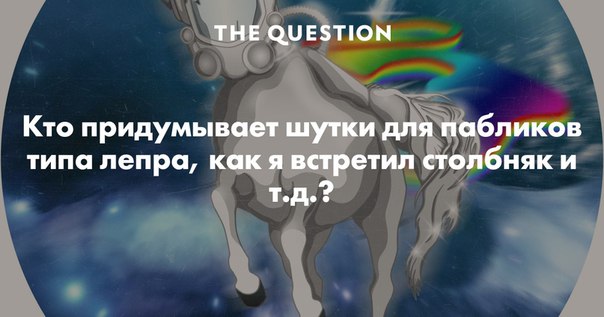 THE QUESTION
Кто придумывает шутки для пабликов
типа лепра, как я встретил столбняк и
т.д.?